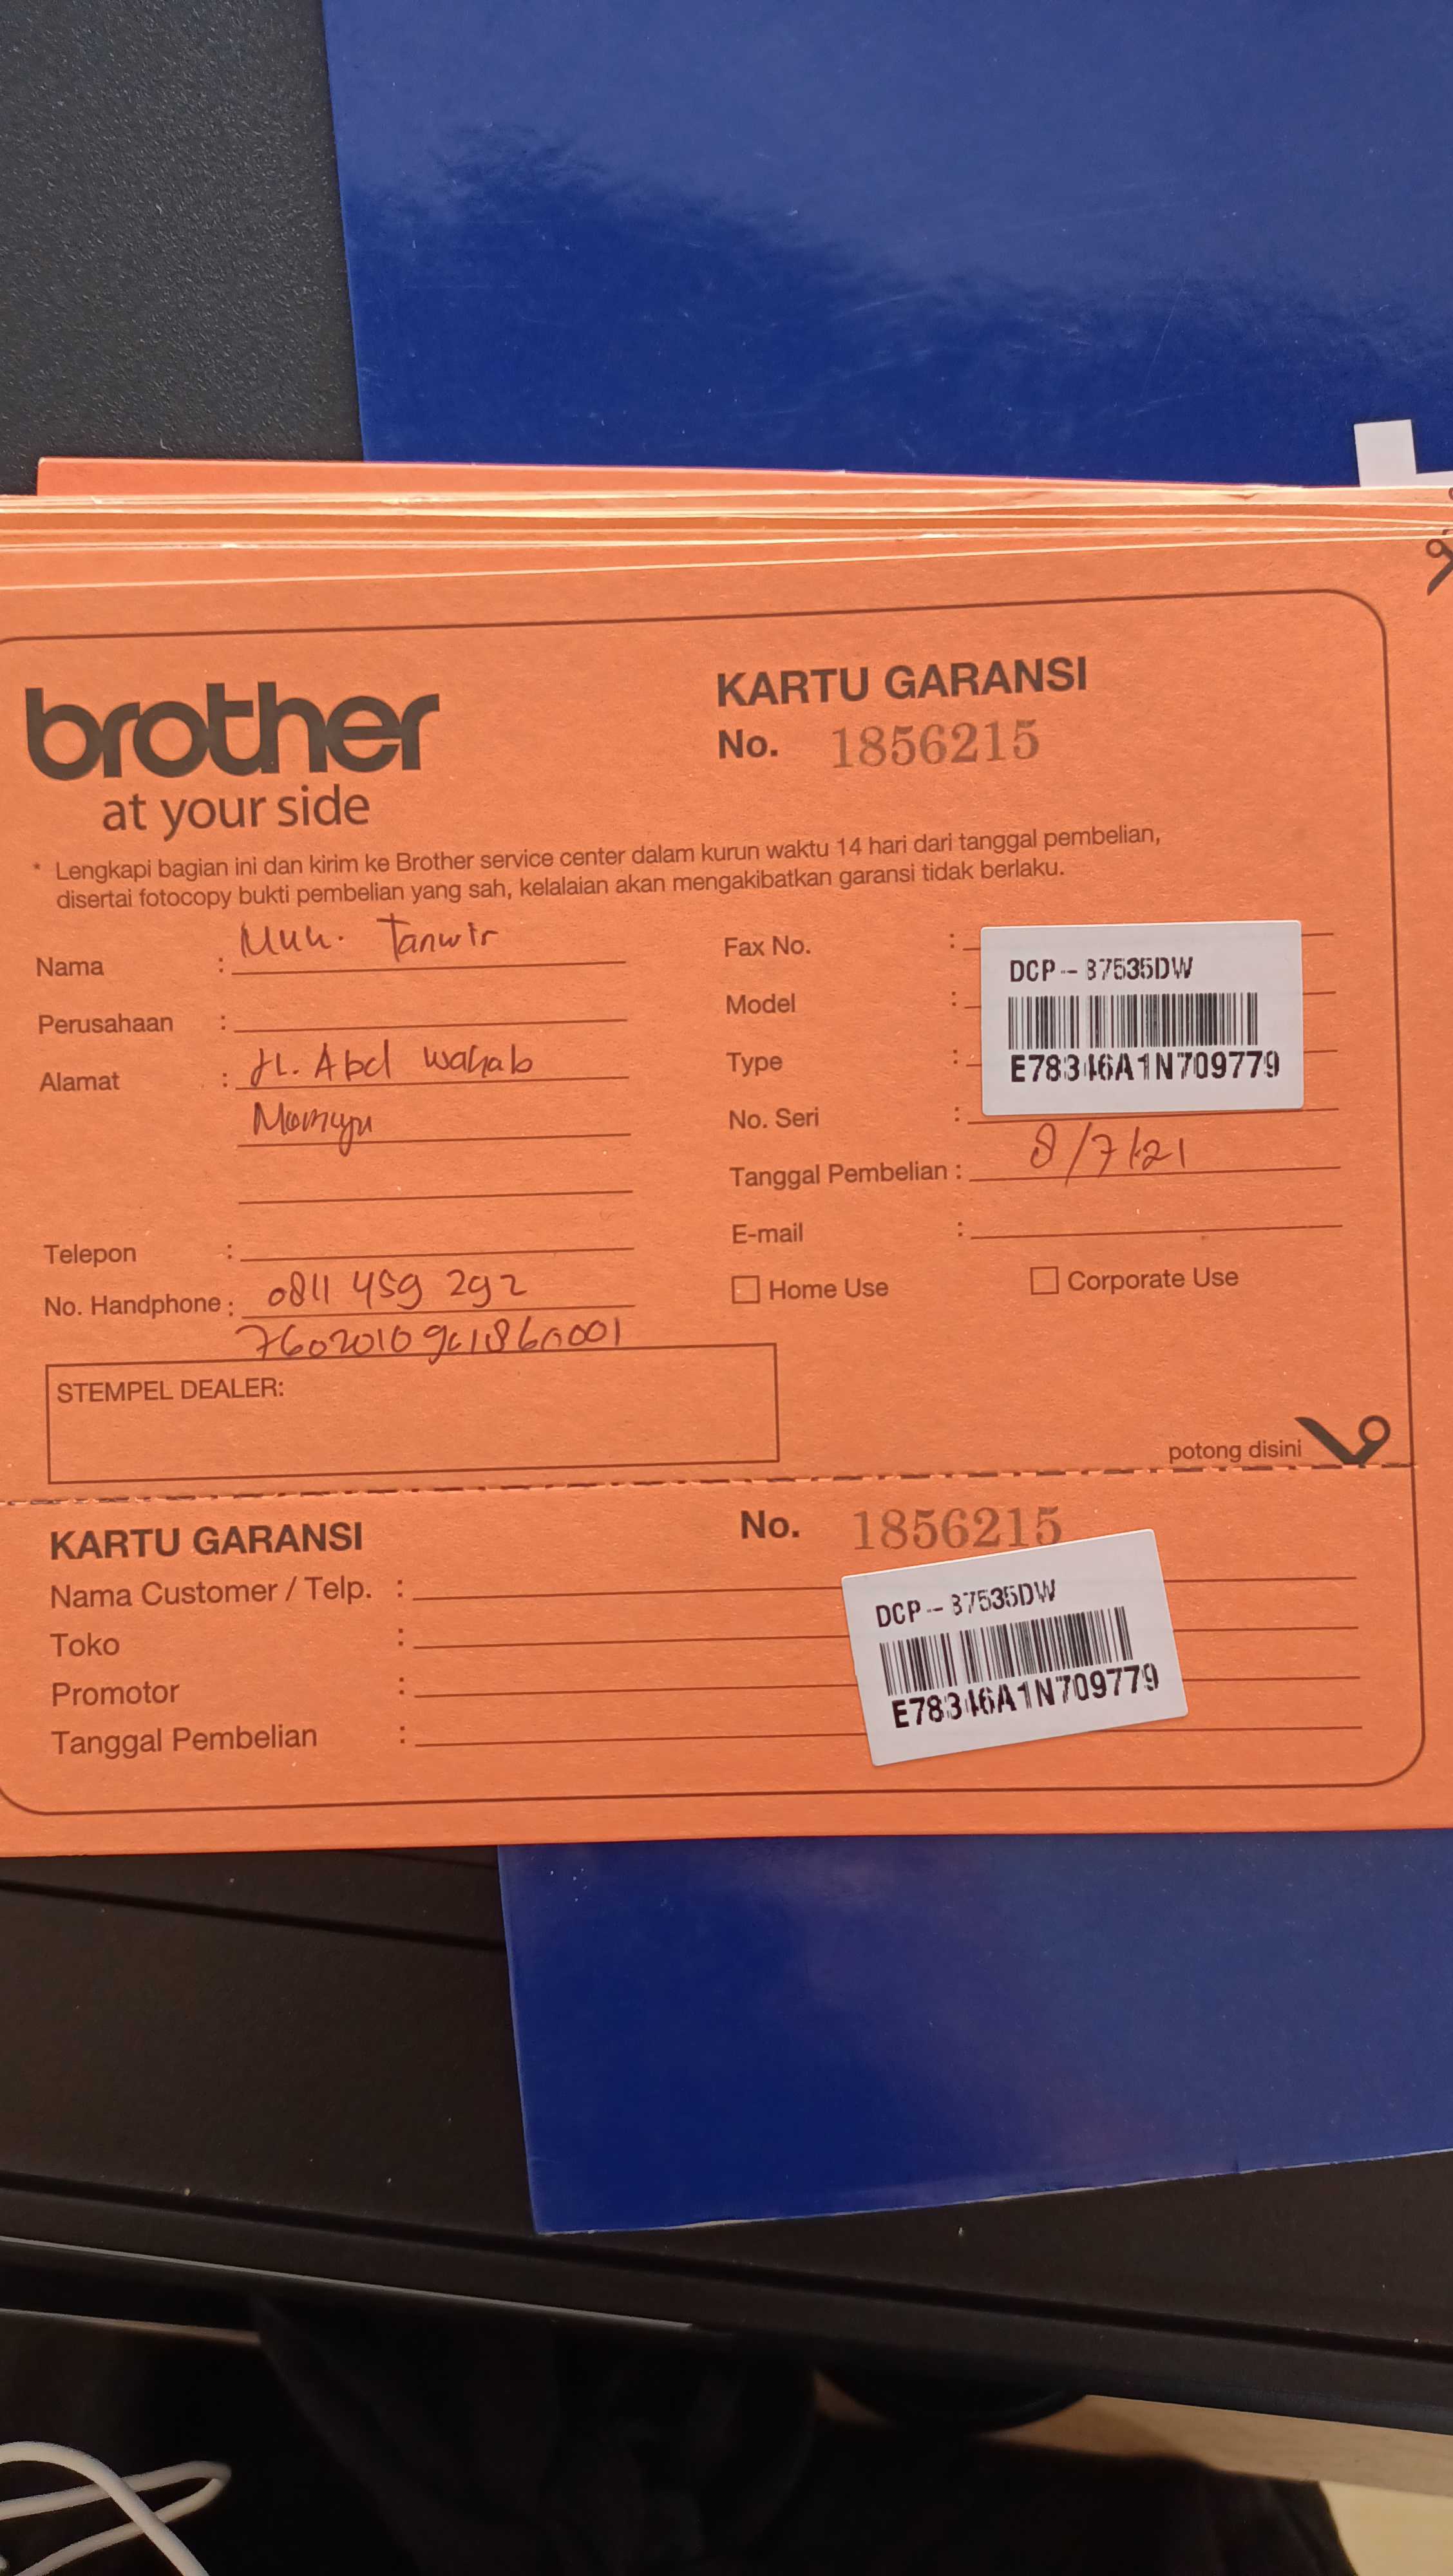 brother
at your side
KARTU GARANSI
No. 1856215
* Lengkapi bagian ini dan kirim ke Brother service center dalam kurun waktu 14 hari dari tanggal pembelian,
disertai fotocopy bukti pembelian yang sah, kelalaian akan mengakibatkan garansi tidak berlaku.
Nama : Muh. Tanwir
Perusahaan :
Alamat : Jl. Abd Wahab
Telepon :
No. Handphone : 0811 459 292
STEMPEL DEALER:
Fax No. :
Model :
Type :
No. Seri :
DCP-B7535DW
E78346A1N709779
Tanggal Pembelian : 8/7/21
E-mail :
Home Use
Corporate Use
potong disini
KARTU GARANSI
No. 1856215
Nama Customer / Telp. :
Toko :
Promotor :
Tanggal Pembelian :
DCP-B7535DW
E78346A1N709779